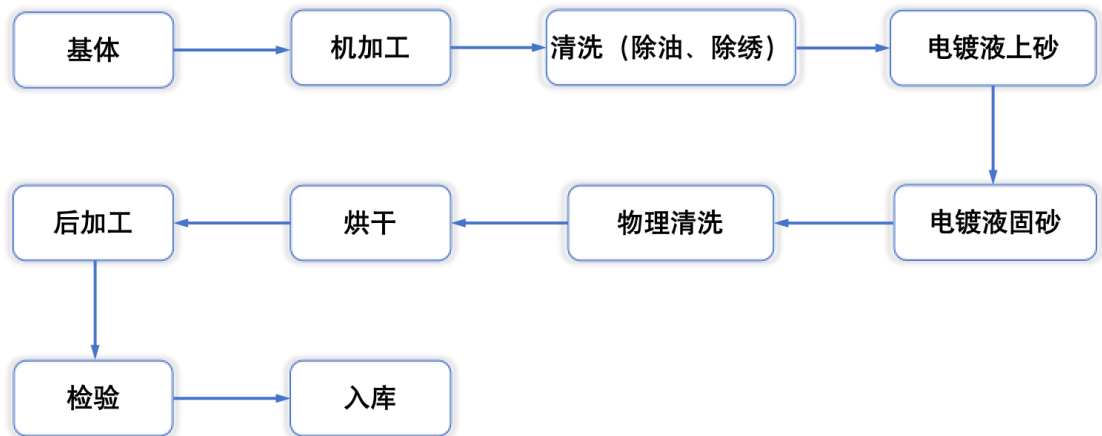 基体
机加工
清洗（除油、除绣）
电镀液上砂
电镀液固砂
物理清洗
烘干
后加工
检验
入库